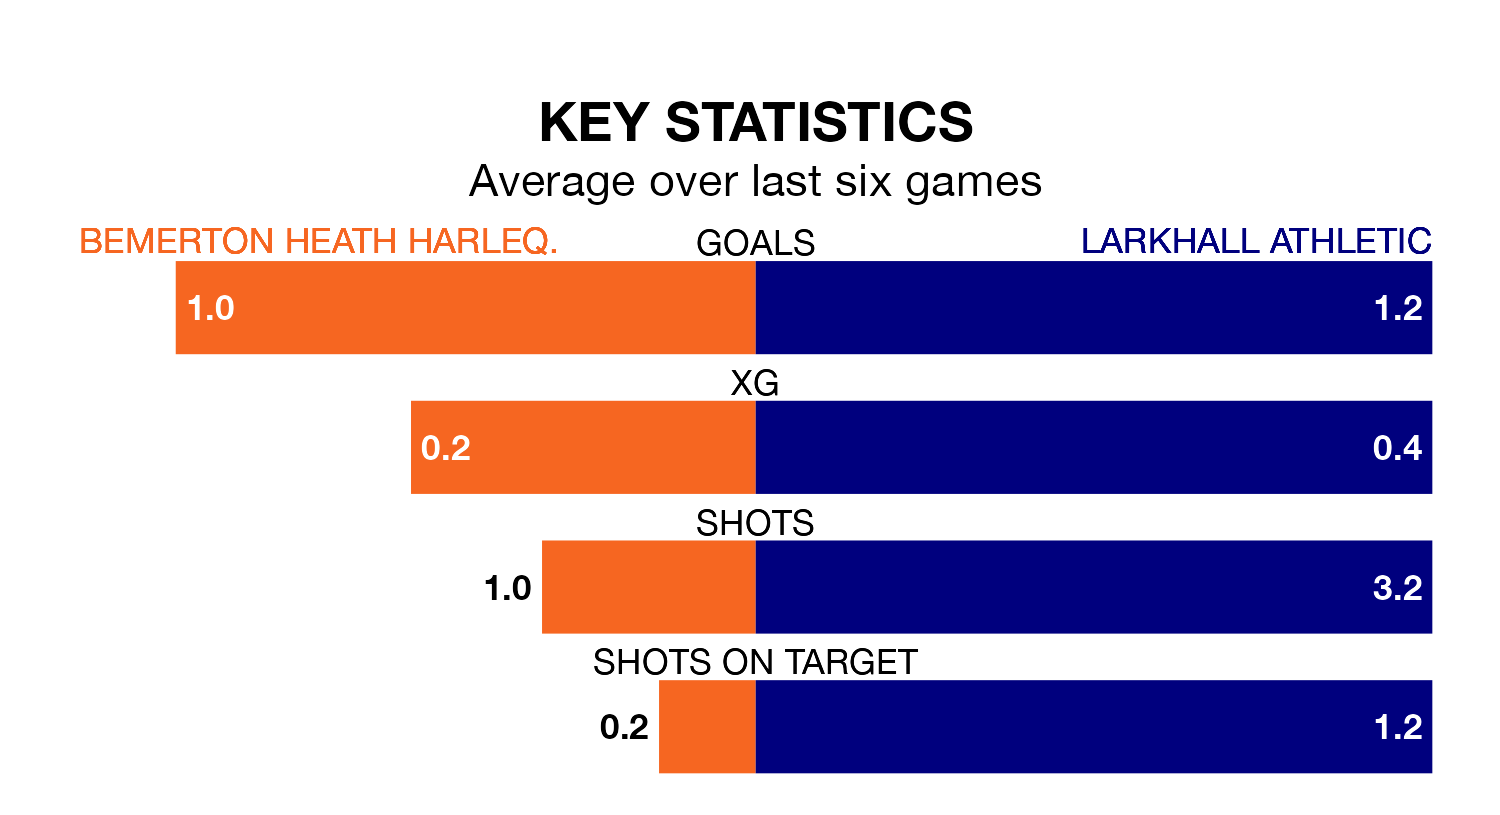 KEY STATISTICS
Average over last six games
BEMERTON HEATH HARLEQ. GOALS LARKHALL ATHLETIC
1.0 1.2
XG
0.2 0.4
SHOTS
1.0 3.2
SHOTS ON TARGET
0.2 1.2